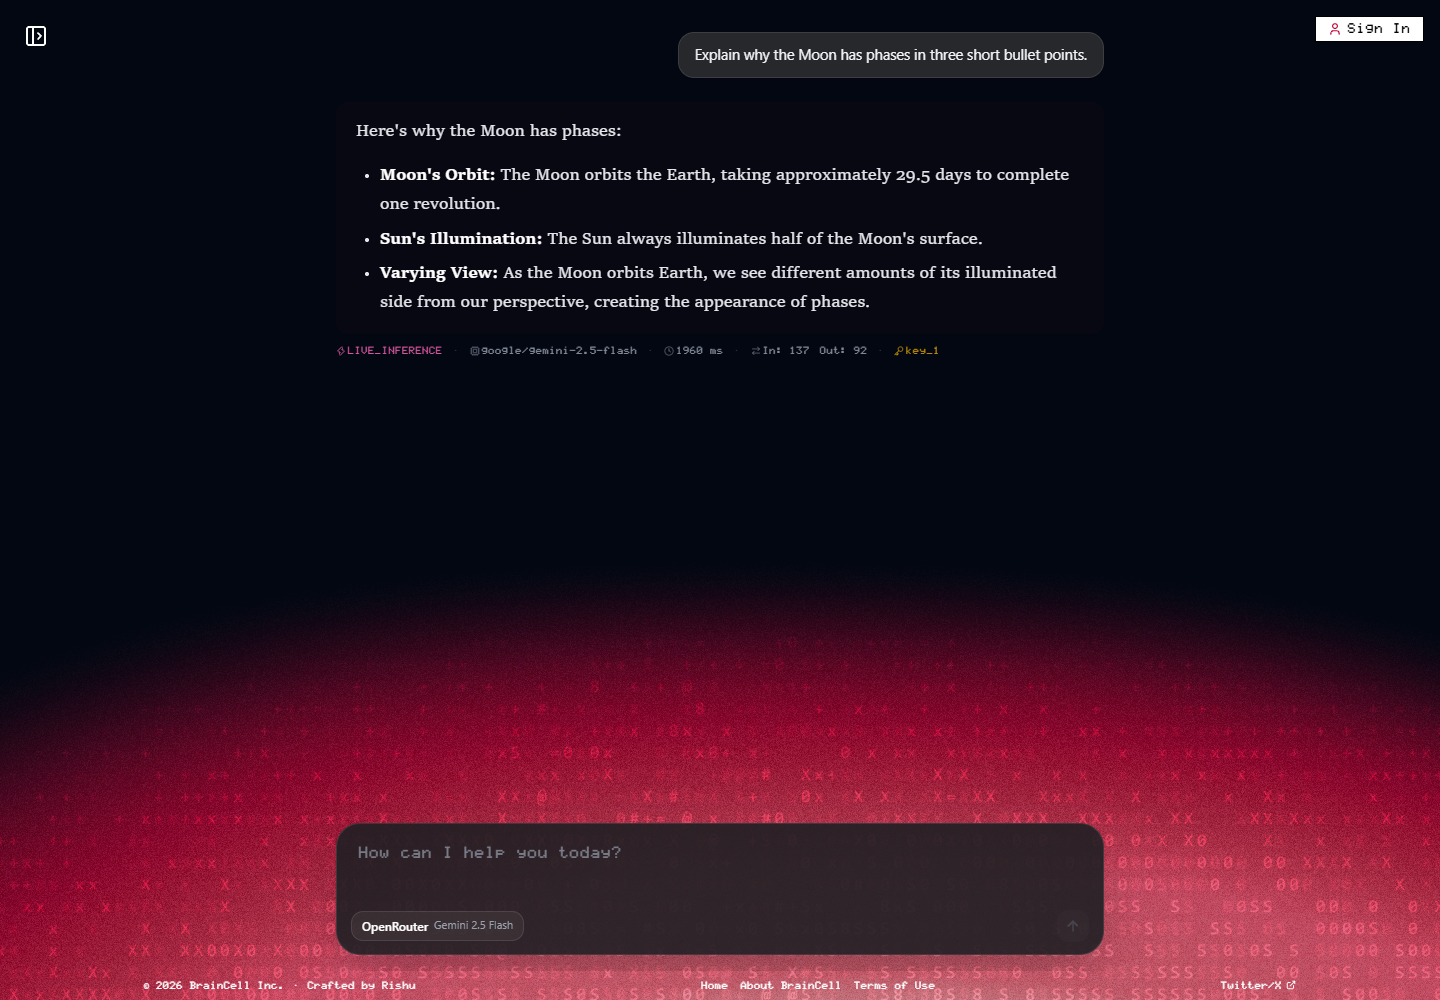 Sign In
Explain why the Moon has phases in three short bullet points.
Here's why the Moon has phases:
• Moon's Orbit: The Moon orbits the Earth, taking approximately 29.5 days to complete
one revolution.
• Sun's Illumination: The Sun always illuminates half of the Moon's surface.
• Varying View: As the Moon orbits Earth, we see different amounts of its illuminated
side from our perspective, creating the appearance of phases.
LIVE_INFERENCE · google/gemini-2.5-flash · 1960 ms · In: 137 Out: 92 · key_1
How can I help you today?
OpenRouter Gemini 2.5 Flash
© 2026 BrainCell Inc. · Crafted by Rishu Home About BrainCell Terms of Use Twitter/X